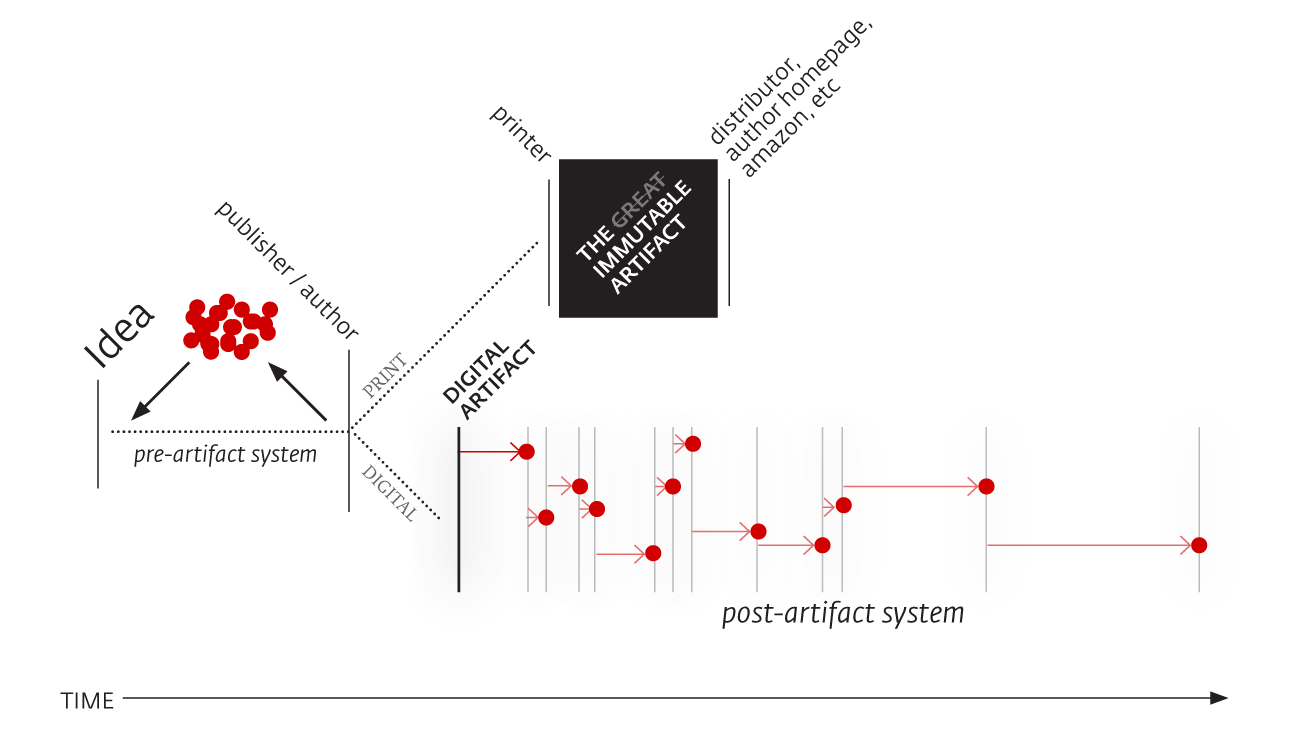 distributor,
author homepage,
amazon, etc
printer
THE GREAT
IMMUTABLE
ARTIFACT
publisher / author
Idea
PRINT
DIGITAL
ARTIFACT
pre-artifact system
DIGITAL
post-artifact system
TIME